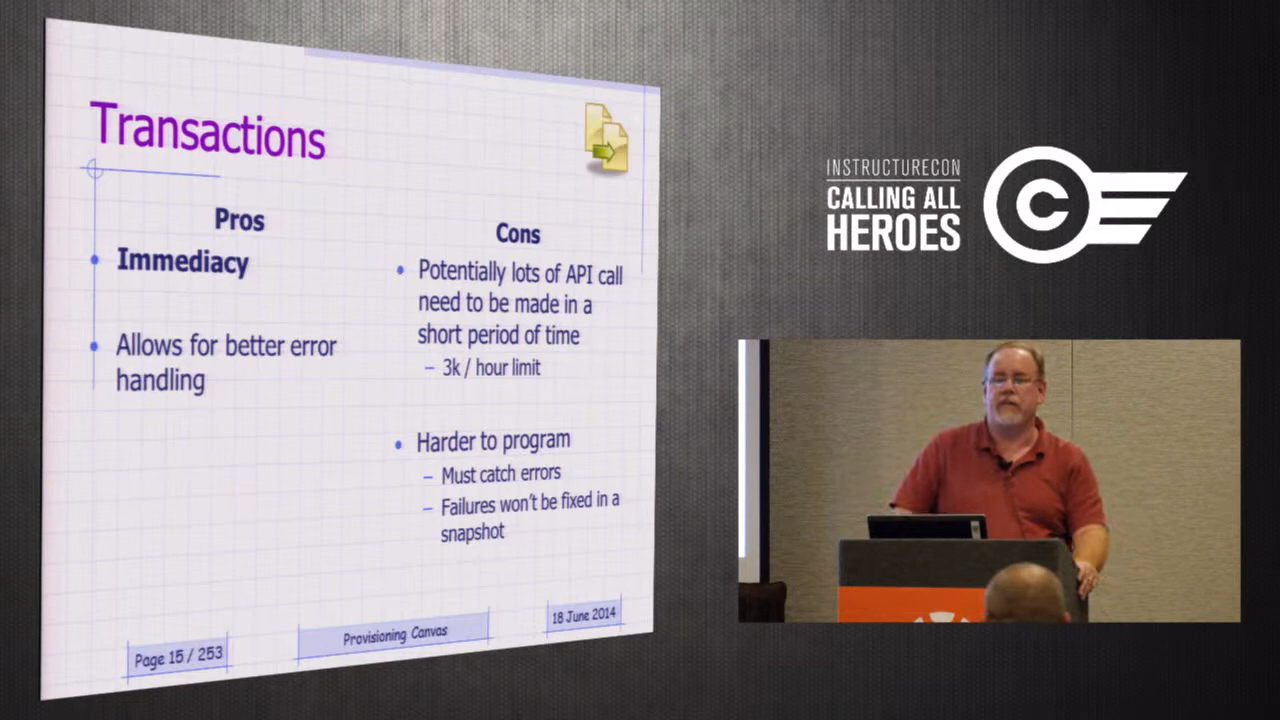 Transactions
Pros
Immediacy
Allows for better error
handling
Cons
Potentially lots of API call
need to be made in a
short period of time
– 3k / hour limit
Harder to program
– Must catch errors
– Failures won't be fixed in a
snapshot
Page 15 / 253
Provisioning Canvas
18 June 2014
INSTRUCTURECON
CALLING ALL
HEROES
C